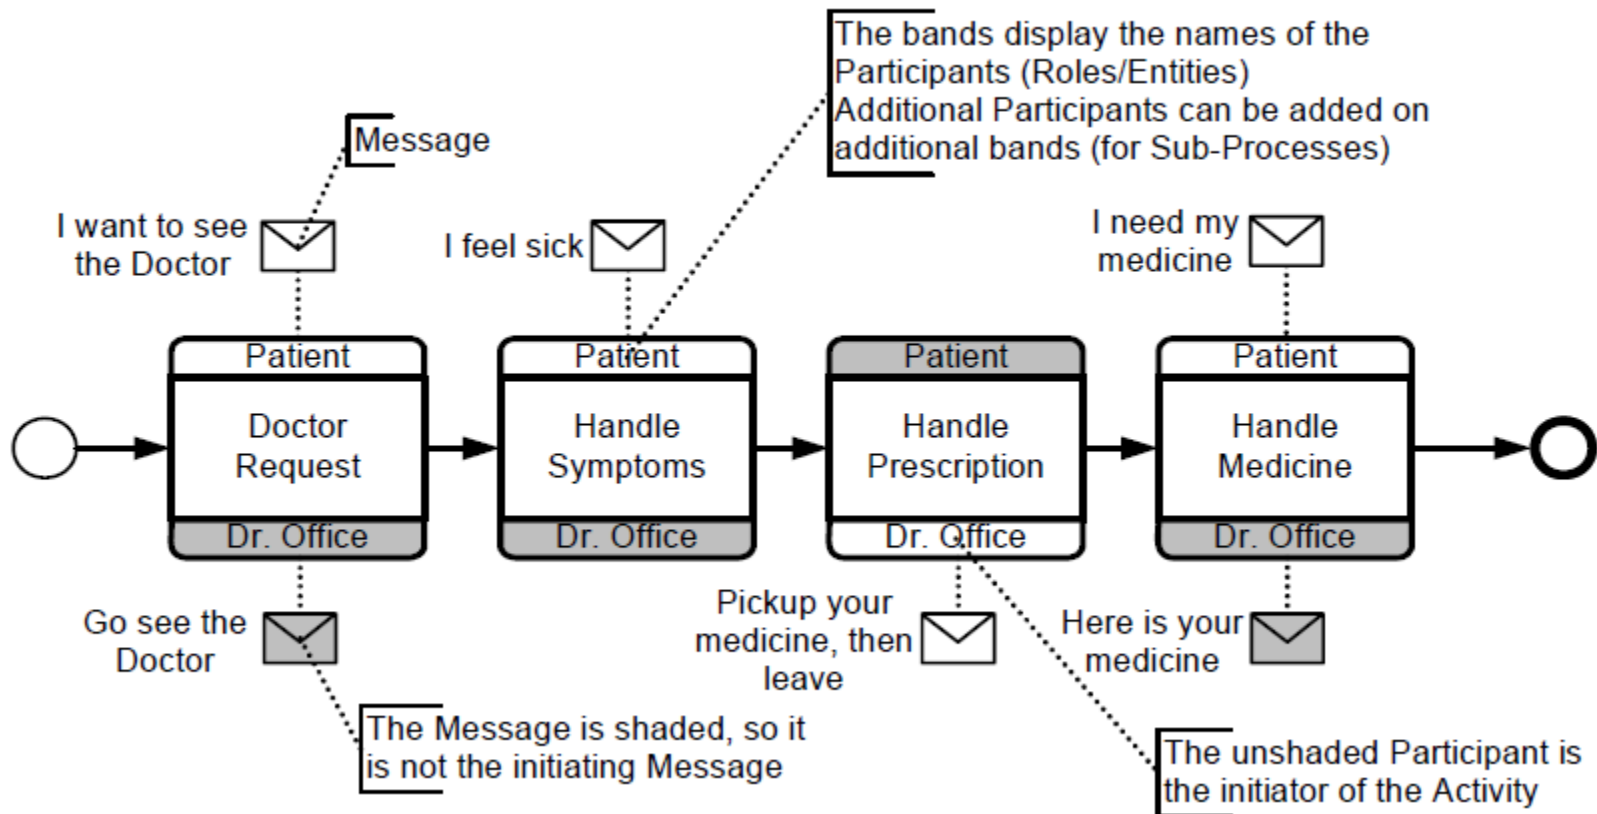 The bands display the names of the
Participants (Roles/Entities)
Additional Participants can be added on
additional bands (for Sub-Processes)
Message
I want to see
the Doctor
I feel sick
I need my
medicine
Patient
Patient
Patient
Patient
Doctor
Request
Handle
Symptoms
Handle
Prescription
Handle
Medicine
Dr. Office
Dr. Office
Dr. Office
Dr. Office
Go see the
Doctor
Pickup your
medicine, then
leave
Here is your
medicine
The Message is shaded, so it
is not the initiating Message
The unshaded Participant is
the initiator of the Activity